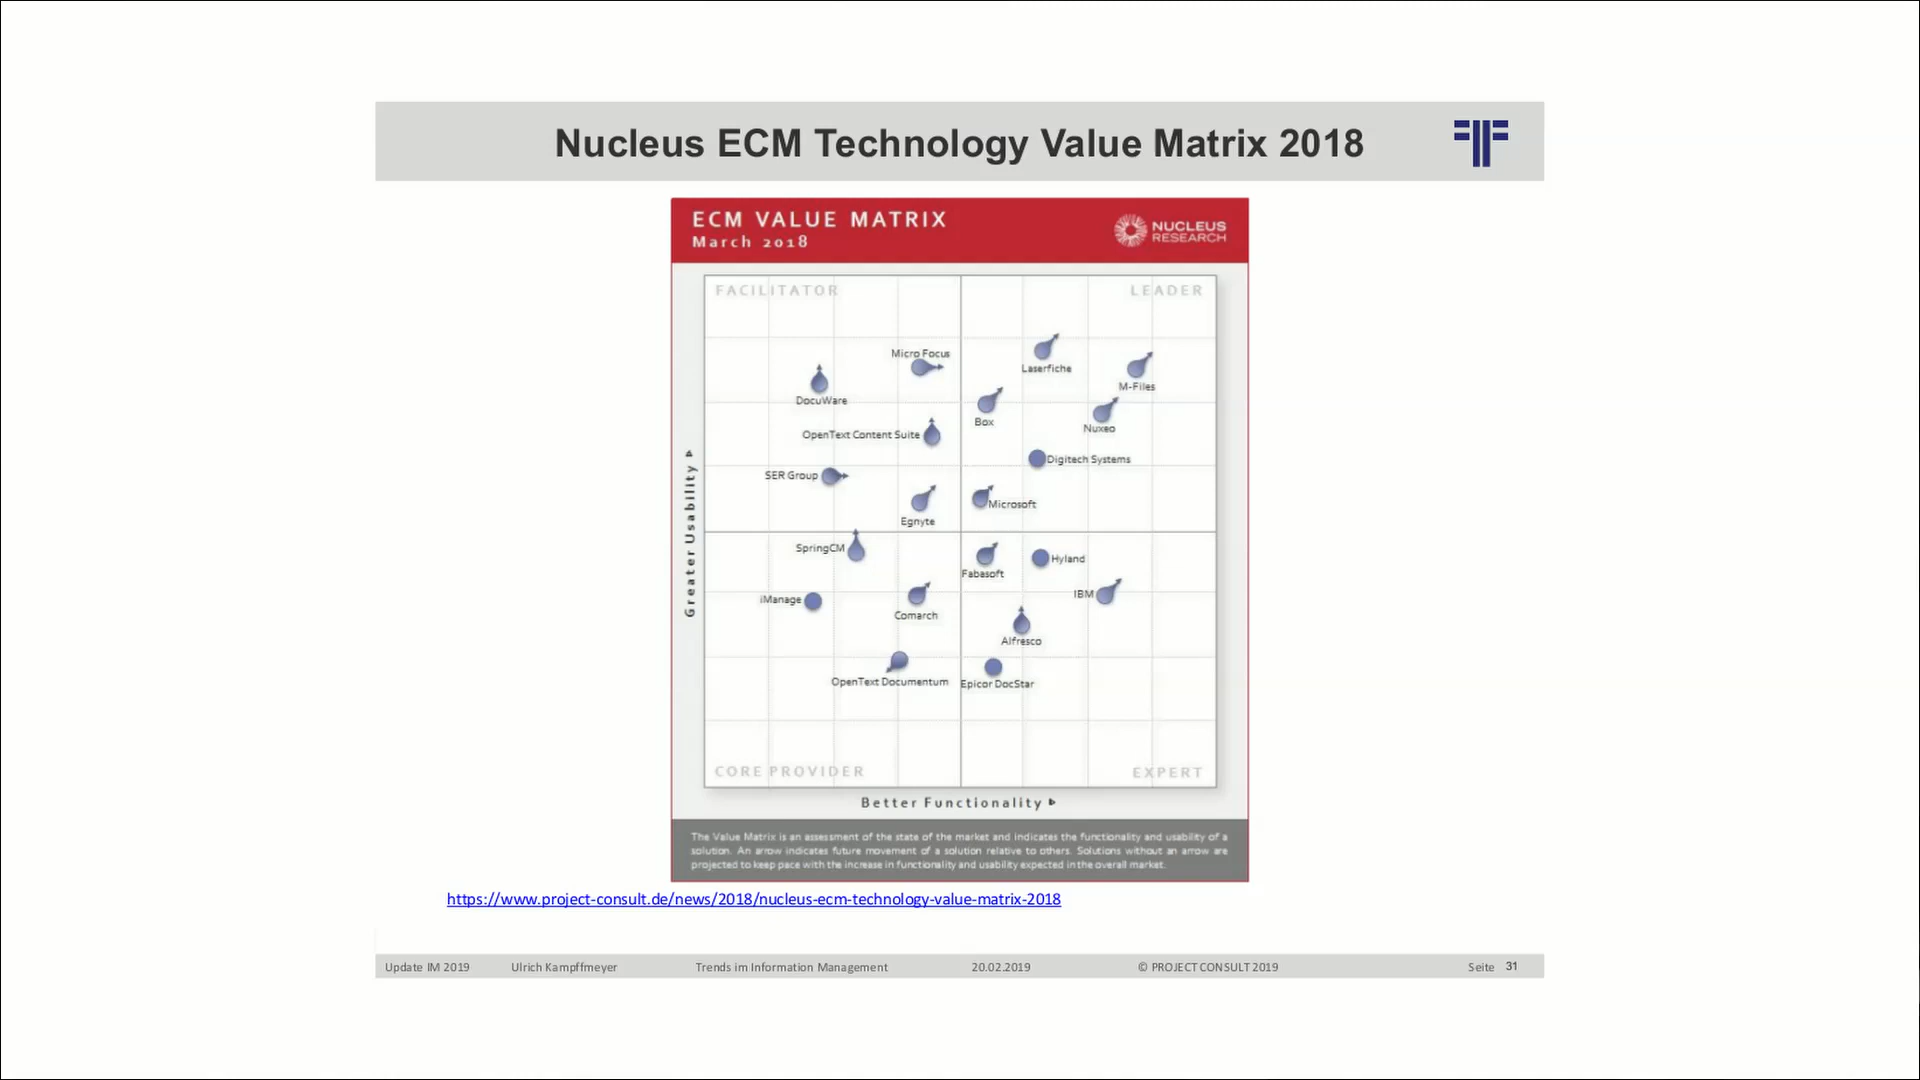 Nucleus ECM Technology Value Matrix 2018
ECM VALUE MATRIX
March 2018
NUCLEUS
RESEARCH
FACILITATOR
LEADER
Micro Focus
Laserfiche
M-Files
DocuWare
Box
Nuxeo
OpenText Content Suite
Digitech Systems
SER Group
Microsoft
Egnyte
SpringCM
Fabasoft
Hyland
IBM
iManage
Comarch
Alfresco
OpenText Documentum
Epicor DocStar
CORE PROVIDER
EXPERT
Greater Usability
Better Functionality
The Value Matrix is an assessment of the state of the market and indicates the functionality and usability of a
solution. An arrow indicates future movement of a solution relative to others. Solutions without an arrow are
projected to keep pace with the increase in functionality and usability expected in the overall market.
https://www.project-consult.de/news/2018/nucleus-ecm-technology-value-matrix-2018
Update IM 2019 Ulrich Kampffmeyer Trends im Information Management 20.02.2019 © PROJECT CONSULT 2019 Seite 31